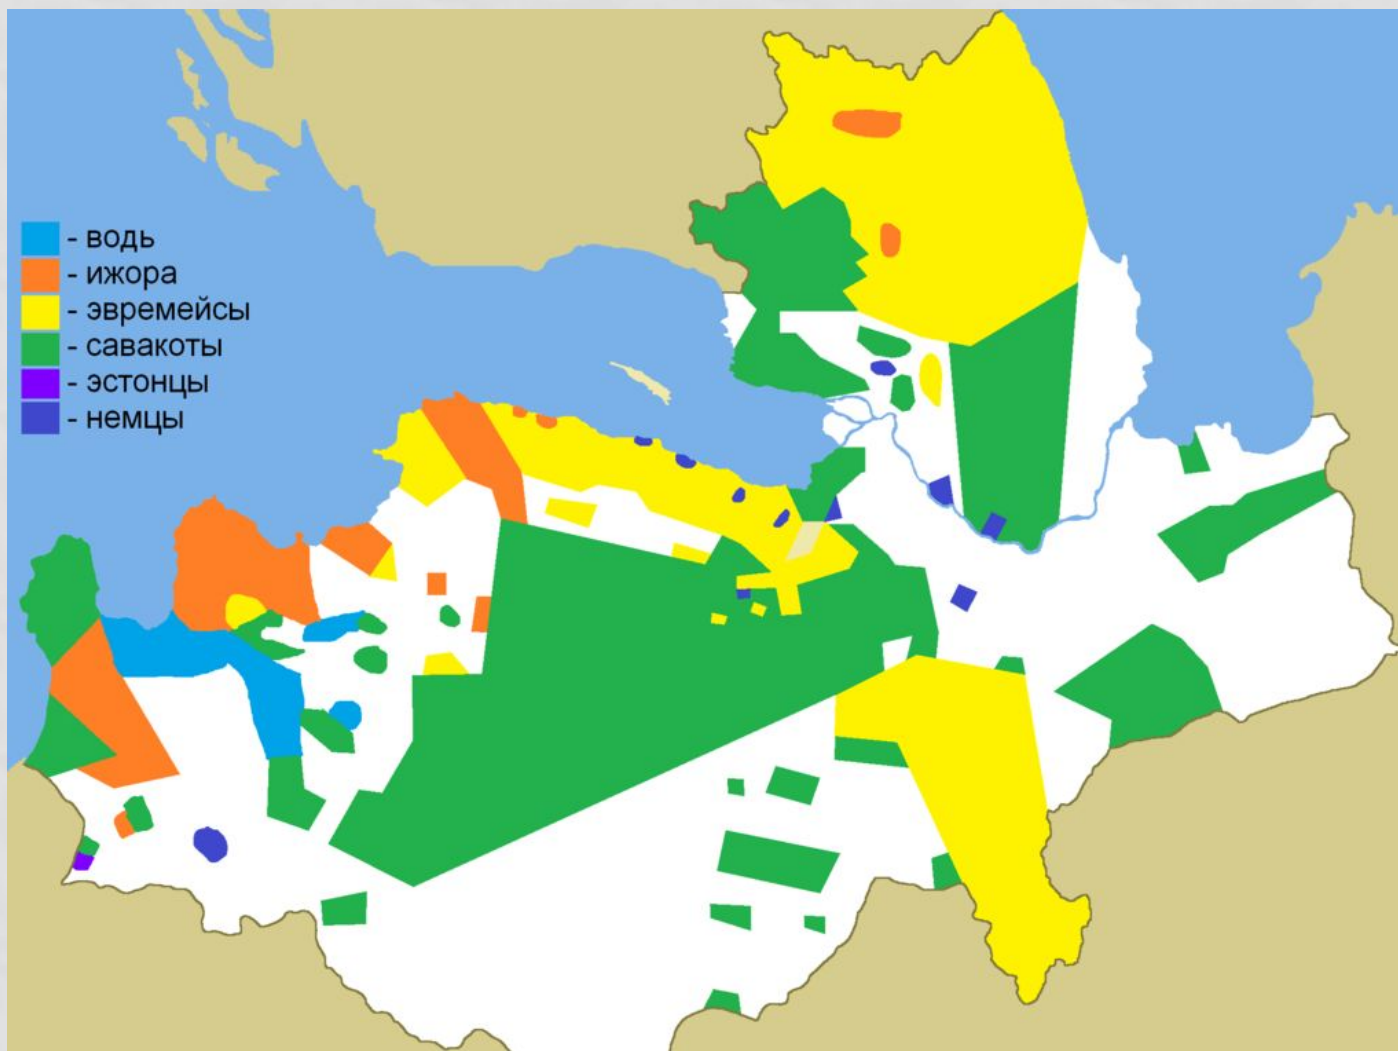 - водь
- ижора
- эвремейсы
- савакоты
- эстонцы
- немцы